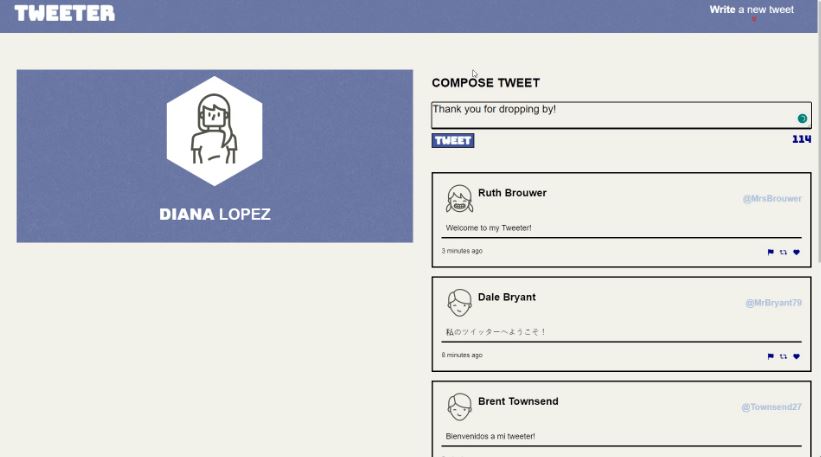 TWEETER
Write a new tweet
DIANA LOPEZ
COMPOSE TWEET
Thank you for dropping by!
TWEET
114
Ruth Brouwer
@MrsBrouwer
Welcome to my Tweeter!
3 minutes ago
Dale Bryant
@MrBryant79
私のツイッターへようこそ！
8 minutes ago
Brent Townsend
@Townsend27
Bienvenidos a mi tweeter!